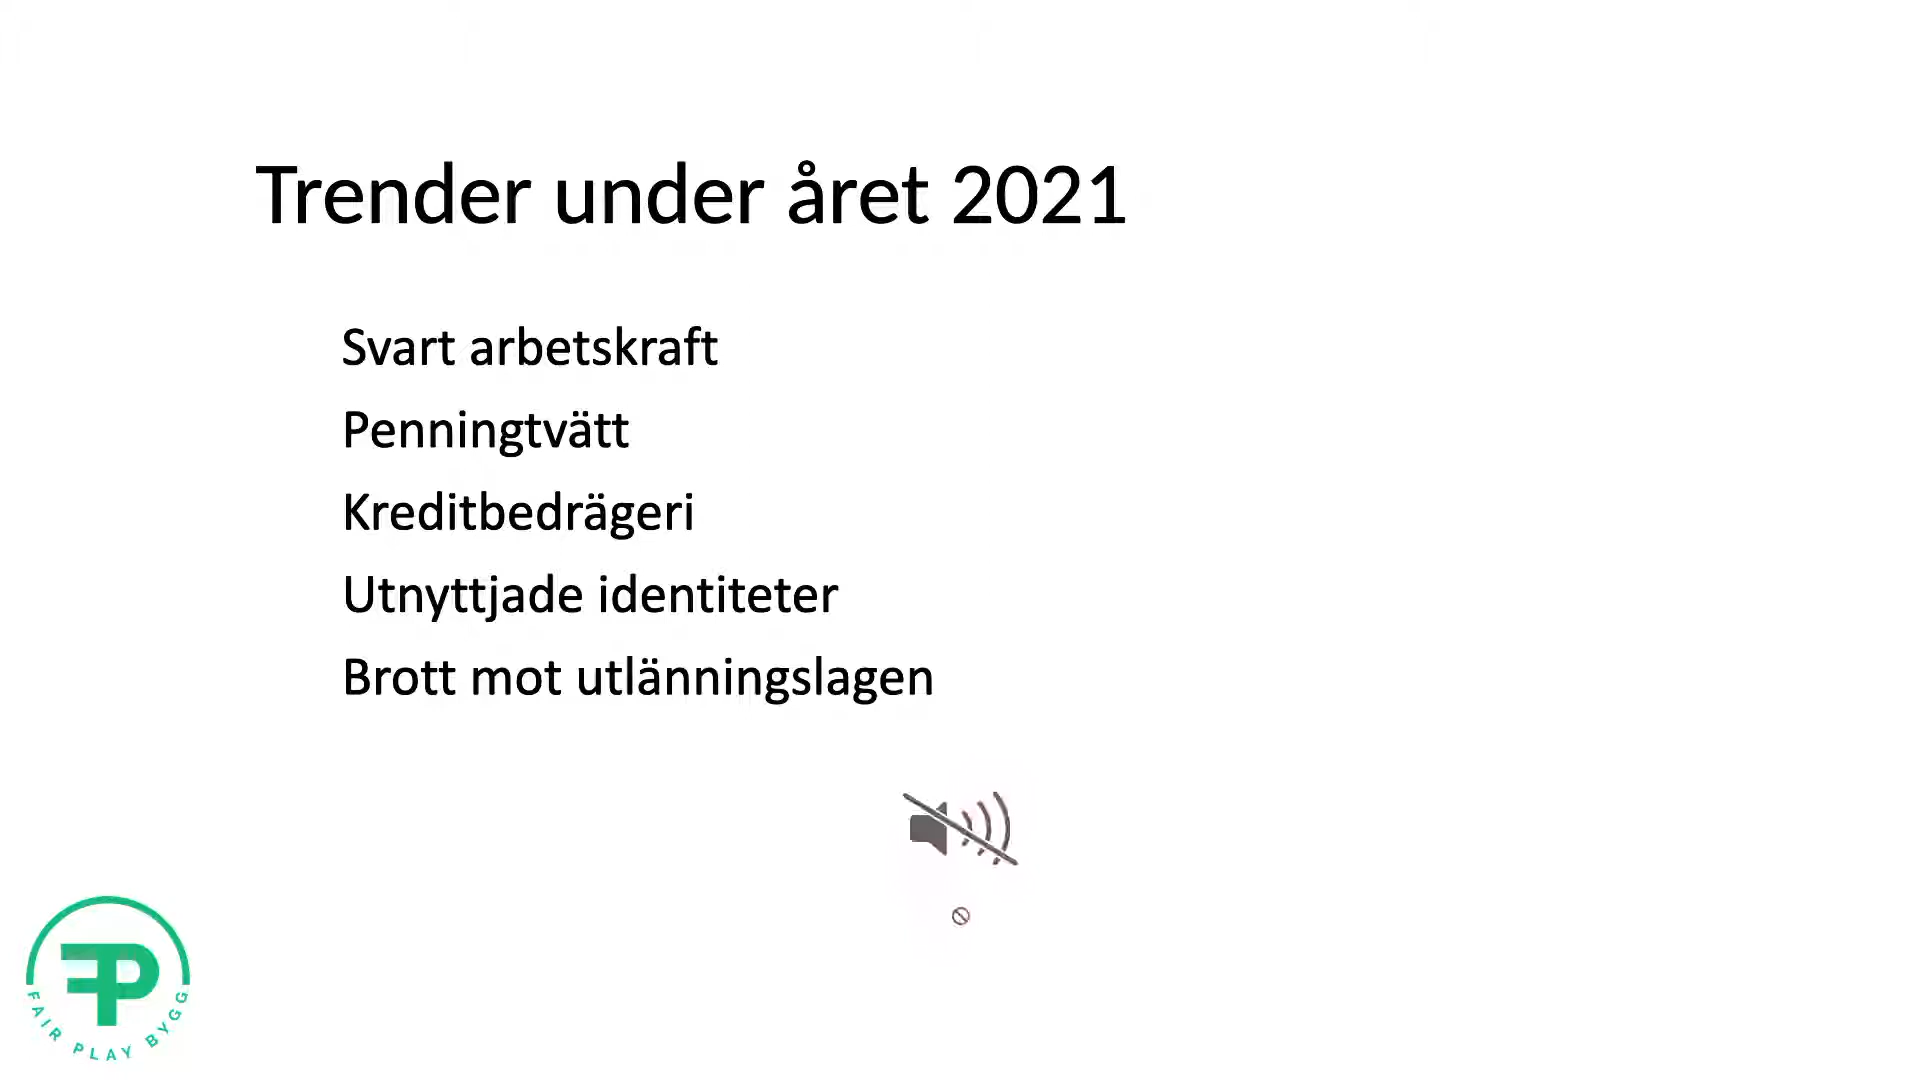 Trender under året 2021
Svart arbetskraft
Penningtvätt
Kreditbedrägeri
Utnyttjade identiteter
Brott mot utlänningslagen
FP
FAIR PLAY BYGG